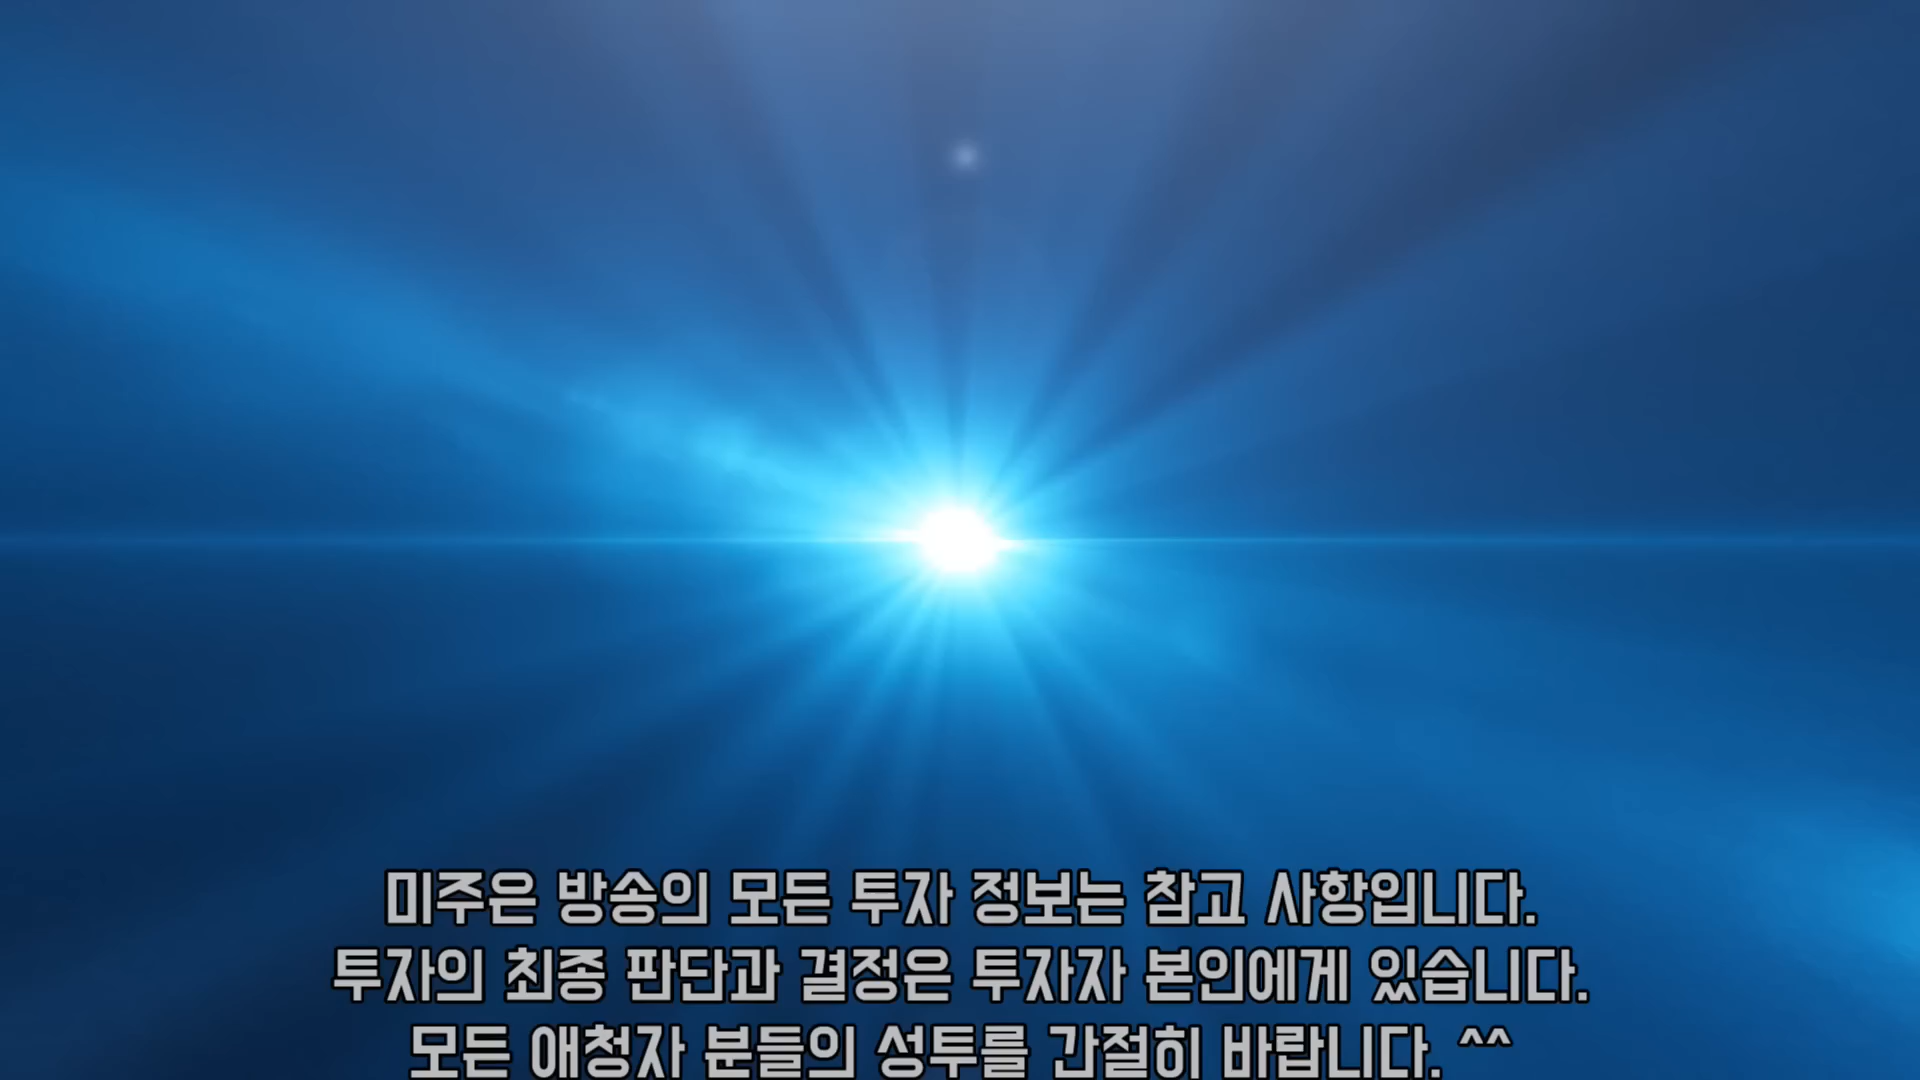 미주은 방송의 모든 투자 정보는 참고 사항입니다.
투자의 최종 판단과 결정은 투자자 본인에게 있습니다.
모든 애청자 분들의 성투를 간절히 바랍니다. ^^